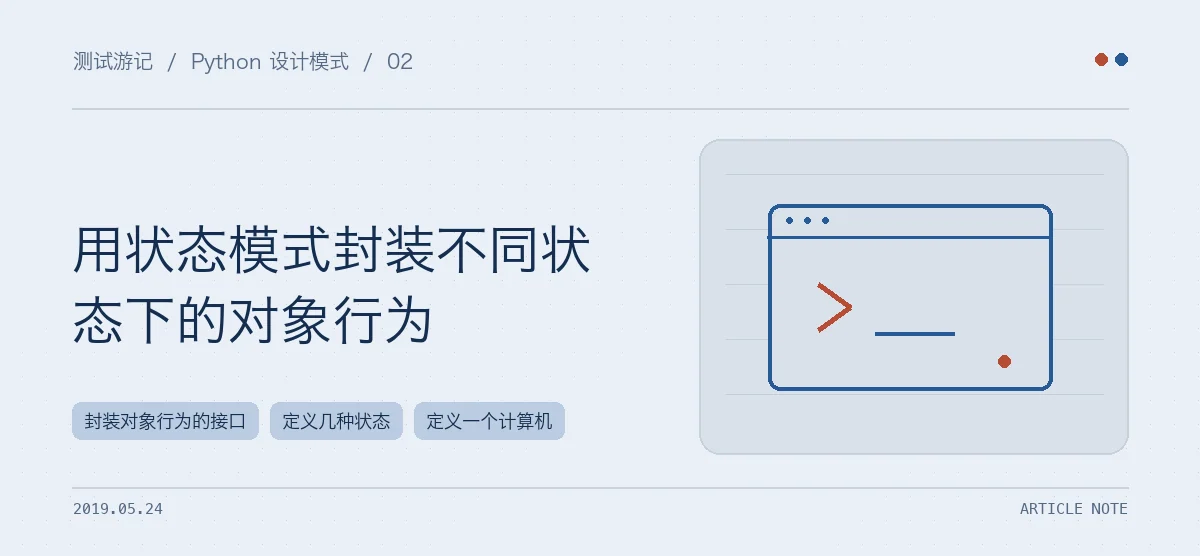 测试游记 / Python 设计模式 / 02
用状态模式封装不同状
态下的对象行为
封装对象行为的接口 定义几种状态 定义一个计算机
2019.05.24 ARTICLE NOTE